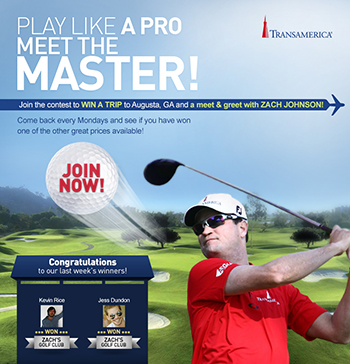 PLAY LIKE A PRO
MEET THE
MASTER!
TRANSAMERICA®
Join the contest to WIN A TRIP to Augusta, GA and a meet & greet with ZACH JOHNSON!
Come back every Mondays and see if you have won
one of the other great prices available!
JOIN
NOW!
Congratulations
to our last week's winners!
Kevin Rice
Jess Dundon
WON
ZACH'S
GOLF CLUB
WON
ZACH'S
GOLF CLUB